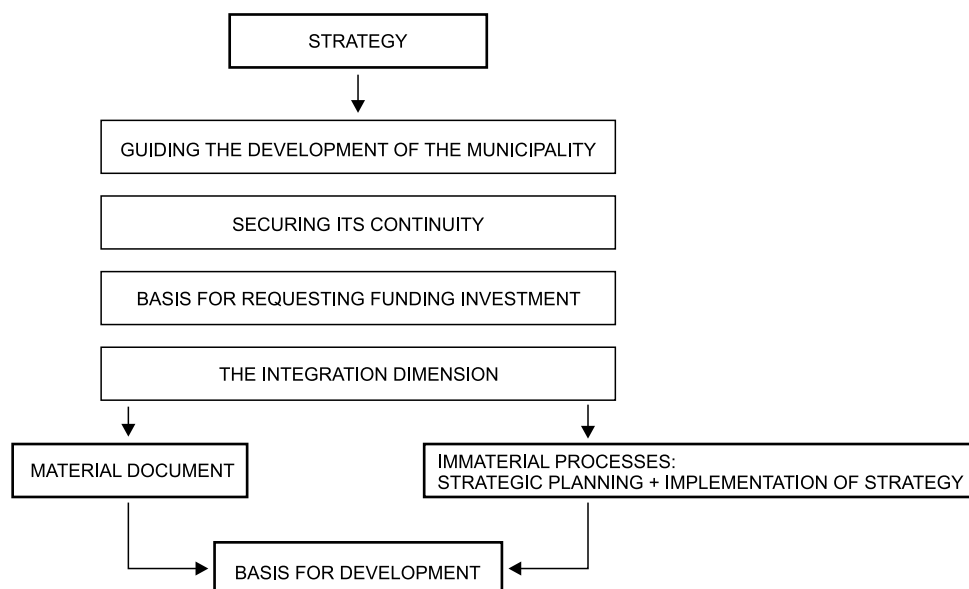 STRATEGY
GUIDING THE DEVELOPMENT OF THE MUNICIPALITY
SECURING ITS CONTINUITY
BASIS FOR REQUESTING FUNDING INVESTMENT
THE INTEGRATION DIMENSION
MATERIAL DOCUMENT
IMMATERIAL PROCESSES:
STRATEGIC PLANNING + IMPLEMENTATION OF STRATEGY
BASIS FOR DEVELOPMENT